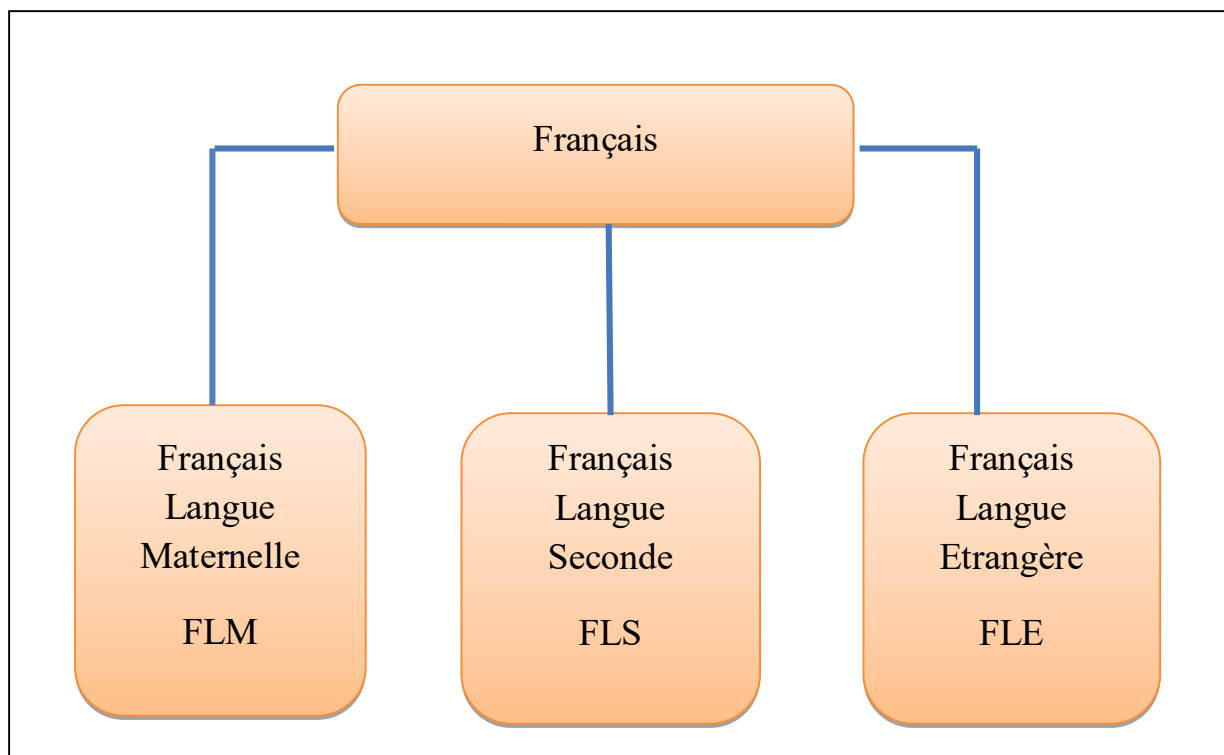 Français
Français
Langue
Maternelle
FLM
Français
Langue
Seconde
FLS
Français
Langue
Etrangère
FLE